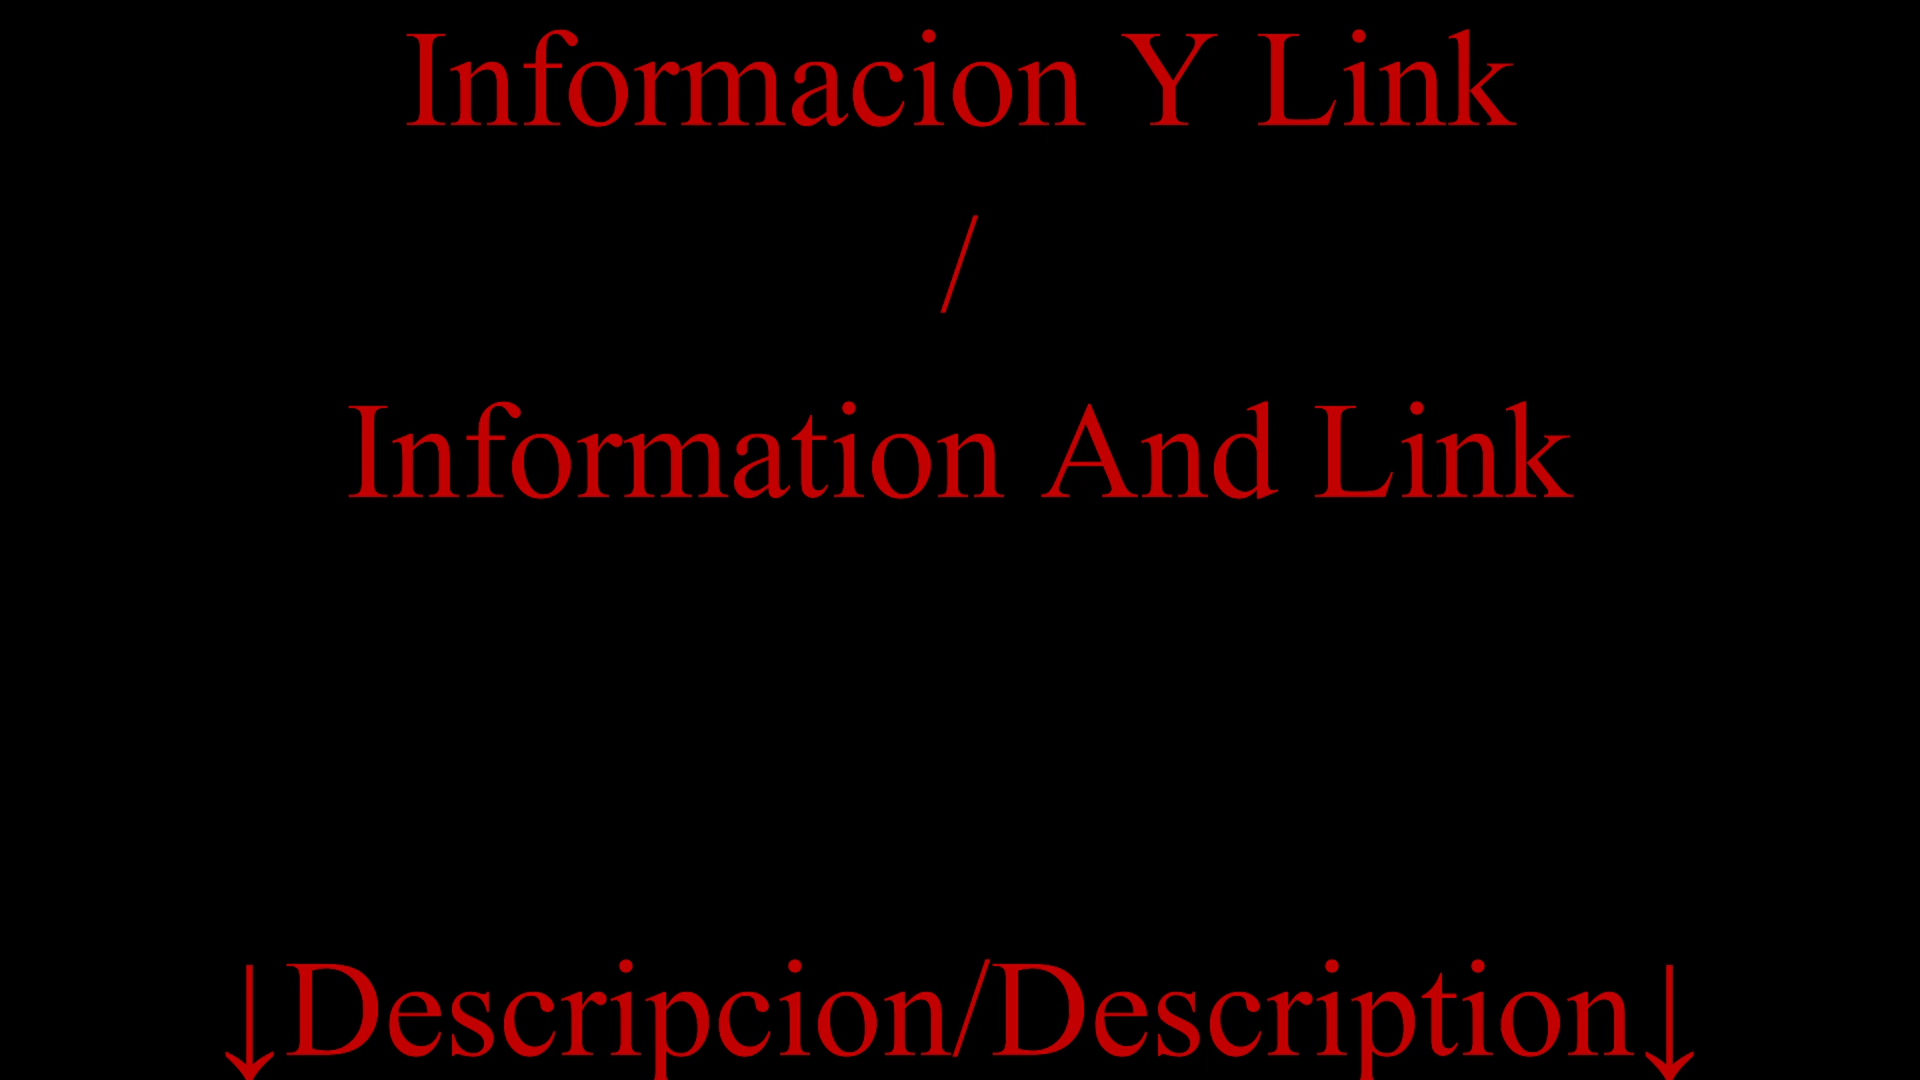 Informacion Y Link
/
Information And Link
↓Descripcion/Description↓